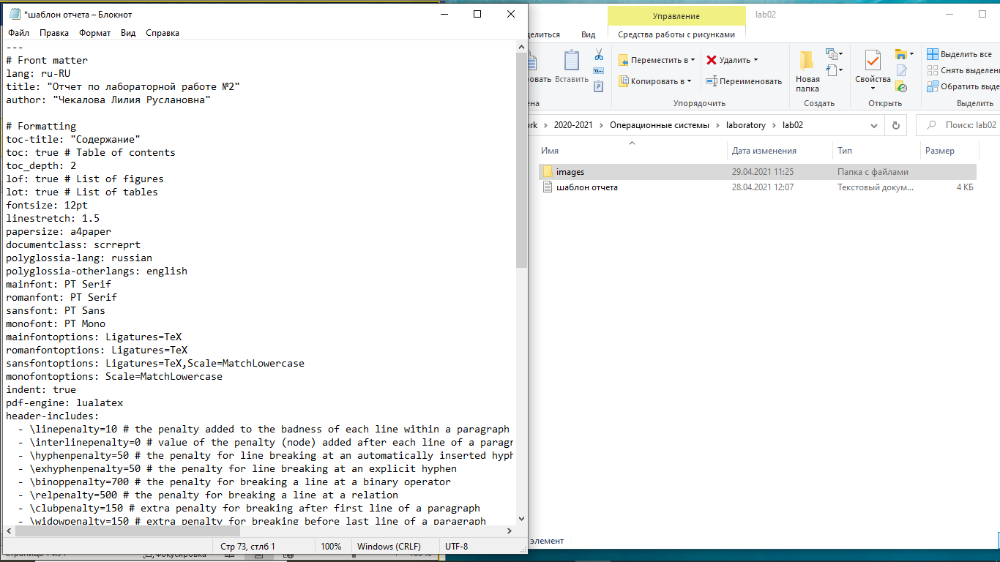 *шаблон отчета – Блокнот
Файл Правка Формат Вид Справка
---
# Front matter
lang: ru-RU
title: "Отчет по лабораторной работе №2"
author: "Чекалова Лилия Руслановна"
# Formatting
toc-title: "Содержание"
toc: true # Table of contents
toc_depth: 2
lof: true # List of figures
lot: true # List of tables
fontsize: 12pt
linestretch: 1.5
papersize: a4paper
documentclass: scrreprt
polyglossia-lang: russian
polyglossia-otherlangs: english
mainfont: PT Serif
romanfont: PT Serif
sansfont: PT Sans
monofont: PT Mono
mainfontoptions: Ligatures=TeX
romanfontoptions: Ligatures=TeX
sansfontoptions: Ligatures=TeX,Scale=MatchLowercase
monofontoptions: Scale=MatchLowercase
indent: true
pdf-engine: lualatex
header-includes:
- \linepenalty=10 # the penalty added to the badness of each line within a paragraph
- \interlinepenalty=0 # value of the penalty (node) added after each line of a paragr
- \hyphenpenalty=50 # the penalty for line breaking at an automatically inserted hyph
- \exhyphenpenalty=50 # the penalty for line breaking at an explicit hyphen
- \binoppenalty=700 # the penalty for breaking a line at a binary operator
- \relpenalty=500 # the penalty for breaking a line at a relation
- \clubpenalty=150 # extra penalty for breaking after first line of a paragraph
- \widowpenalty=150 # extra penalty for breaking before last line of a paragraph
Стр 73, стлб 1 100% Windows (CRLF) UTF-8
Управление lab02
делиться Вид Средства работы с рисунками
Переместить в Удалить Выделить все
овать Вставить Копировать в Переименовать Новая папка Свойства Снять выделен
Обратить выде
ена Упорядочить Создать Открыть Выделить
ork › 2020-2021 › Операционные системы › laboratory › lab02 Поиск: lab02
Имя Дата изменения Тип Размер
images 29.04.2021 11:25 Папка с файлами
шаблон отчета 28.04.2021 12:07 Текстовый докум... 4 КБ
элемент
Фокусировка